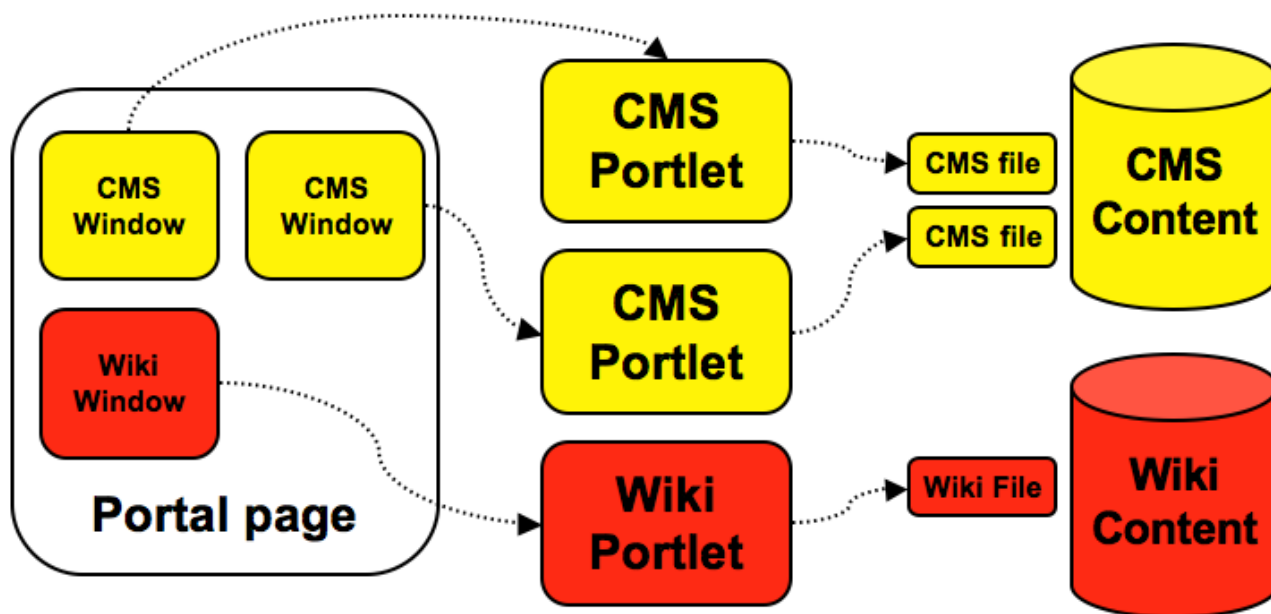 CMS
Window
CMS
Window
Wiki
Window
Portal page
CMS
Portlet
CMS
Portlet
Wiki
Portlet
CMS file
CMS file
Wiki File
CMS
Content
Wiki
Content